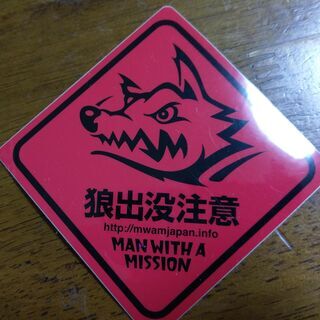 狼出没注意
http://mwamjapan.info
MAN WITH A
MISSION